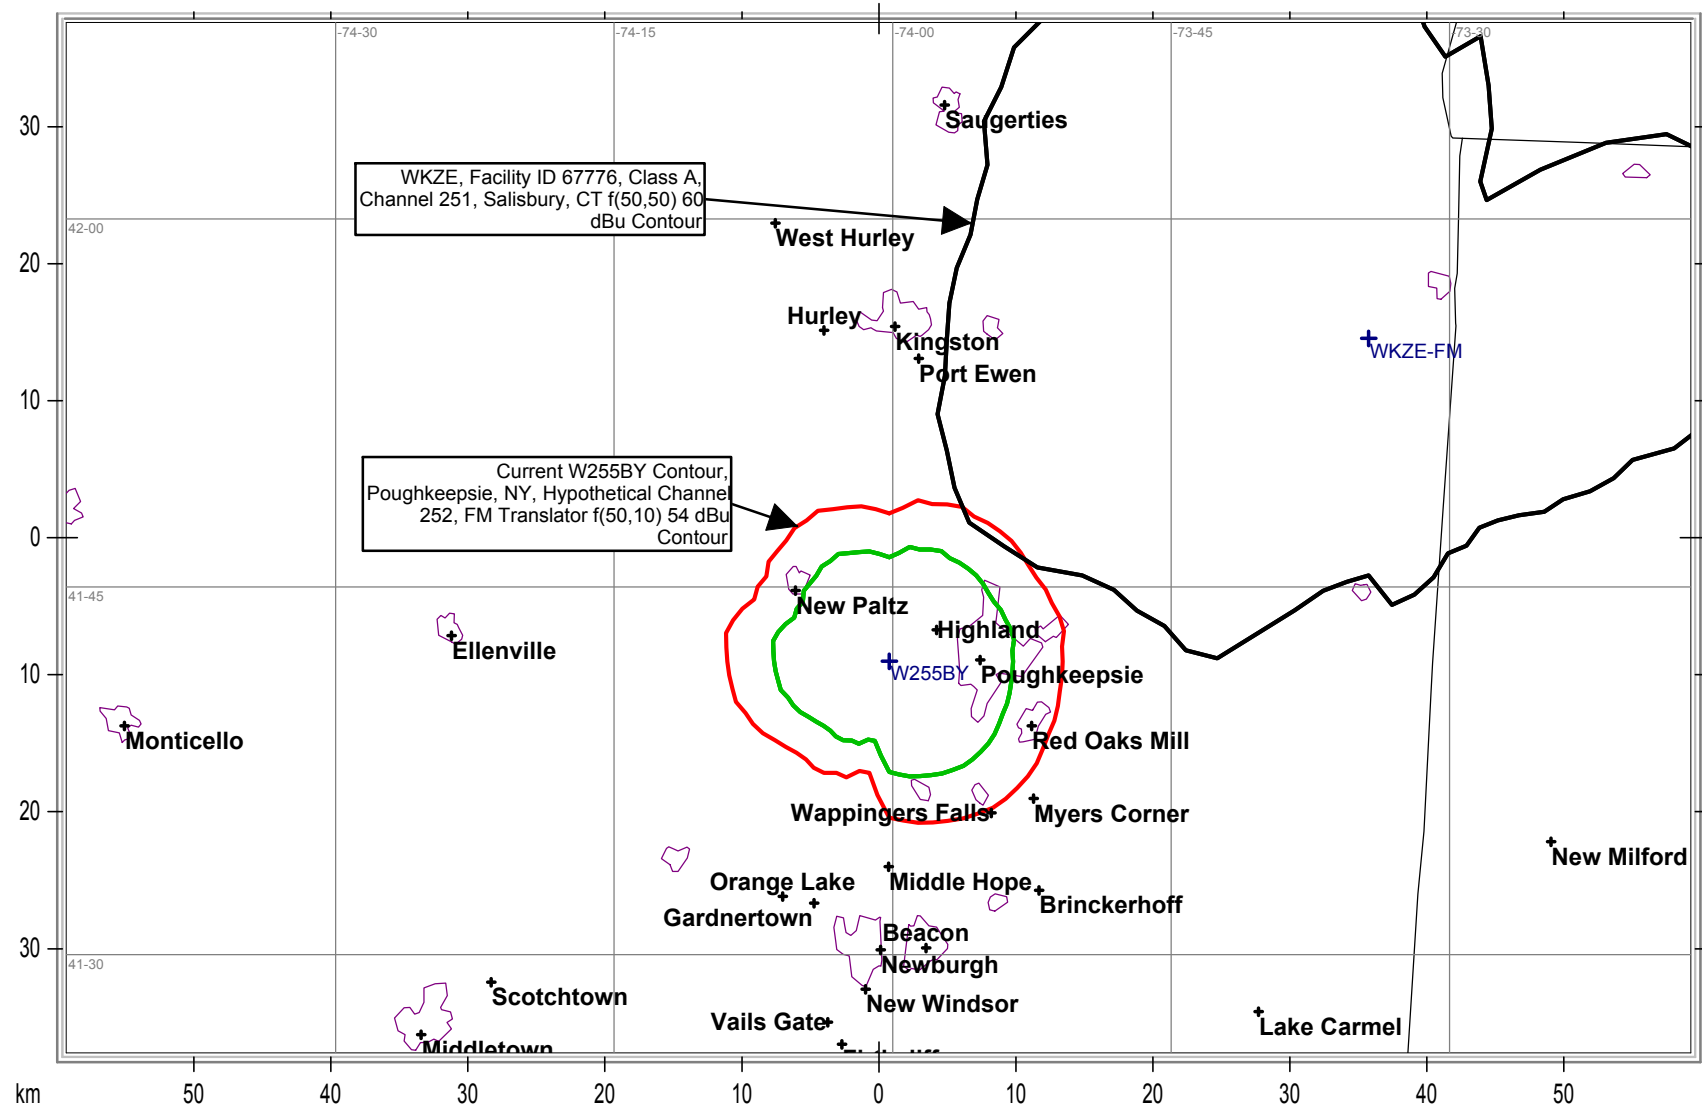 -74-30
-74-15
-74-00
-73-45
-73-30
Saugerties
30
WKZE, Facility ID 67776, Class A,
Channel 251, Salisbury, CT f(50,50) 60
dBu Contour
42-00
West Hurley
20
Hurley
Kingston
WKZE-FM
Port Ewen
10
Current W255BY Contour,
Poughkeepsie, NY, Hypothetical Channel
252, FM Translator f(50,10) 54 dBu
Contour
0
41-45
New Paltz
Highland
Ellenville
W255BY
Poughkeepsie
10
Monticello
Red Oaks Mill
20
Wappingers Falls
Myers Corner
New Milford
Orange Lake
Middle Hope
Brinckerhoff
Gardnertown
Beacon
30
41-30
Newburgh
Scotchtown
New Windsor
Vails Gate
Lake Carmel
Middletown
km
50
40
30
20
10
0
10
20
30
40
50